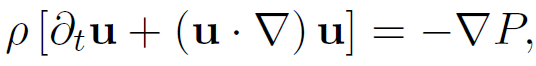 ρ [∂ₜ𝐮 + (𝐮 · ∇) 𝐮] = −∇P,